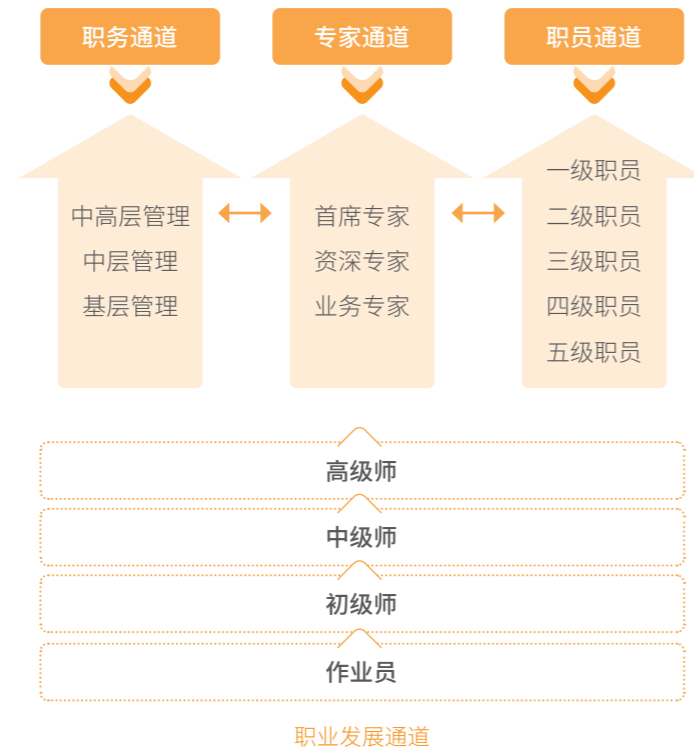 职务通道
专家通道
职员通道
中高层管理
中层管理
基层管理
首席专家
资深专家
业务专家
一级职员
二级职员
三级职员
四级职员
五级职员
高级师
中级师
初级师
作业员
职业发展通道